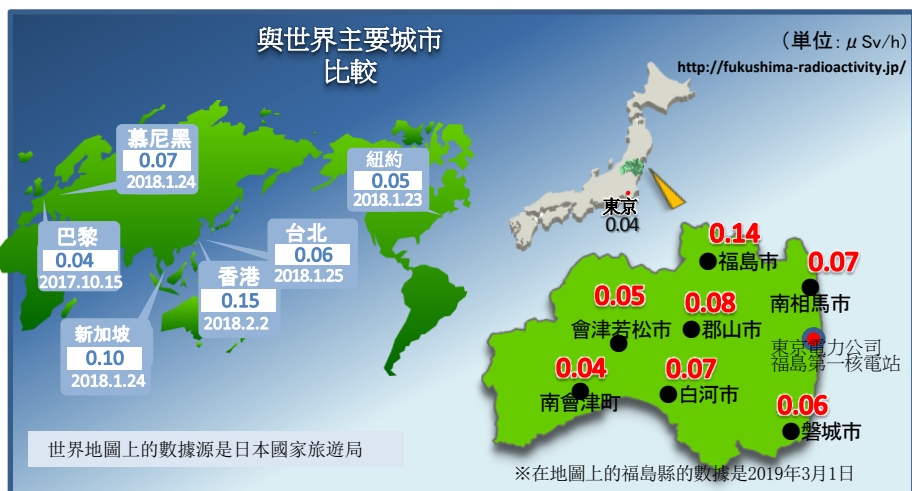 與世界主要城市
比較
（単位：μSv/h）
http://fukushima-radioactivity.jp/
慕尼黑
0.07
2018.1.24
紐約
0.05
2018.1.23
巴黎
0.04
2017.10.15
台北
0.06
2018.1.25
香港
0.15
2018.2.2
新加坡
0.10
2018.1.24
東京
0.04
0.14
福島市
0.07
南相馬市
0.05
會津若松市
0.08
郡山市
東京電力公司
福島第一核電站
0.04
南會津町
0.07
白河市
0.06
磐城市
世界地圖上的數據源是日本國家旅遊局
※在地圖上的福島縣的數據是2019年3月1日